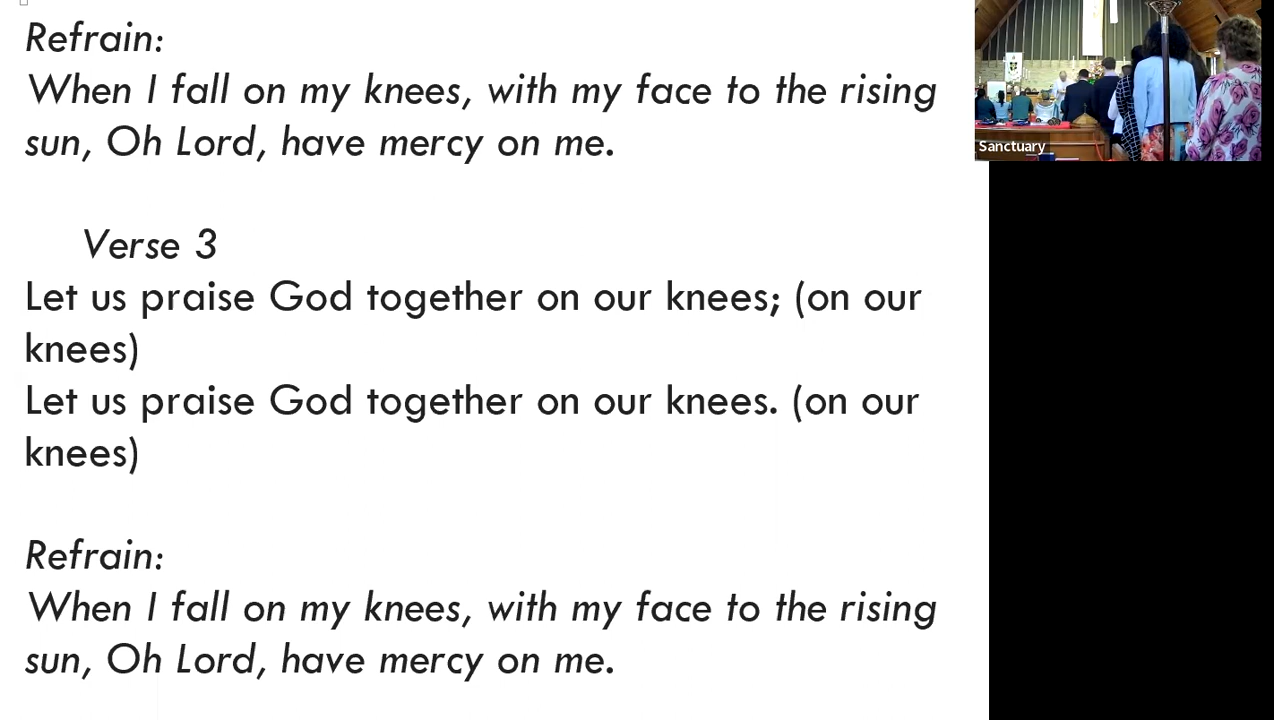 Refrain:
When I fall on my knees, with my face to the rising
sun, Oh Lord, have mercy on me.
Verse 3
Let us praise God together on our knees; (on our
knees)
Let us praise God together on our knees. (on our
knees)
Refrain:
When I fall on my knees, with my face to the rising
sun, Oh Lord, have mercy on me.
Sanctuary